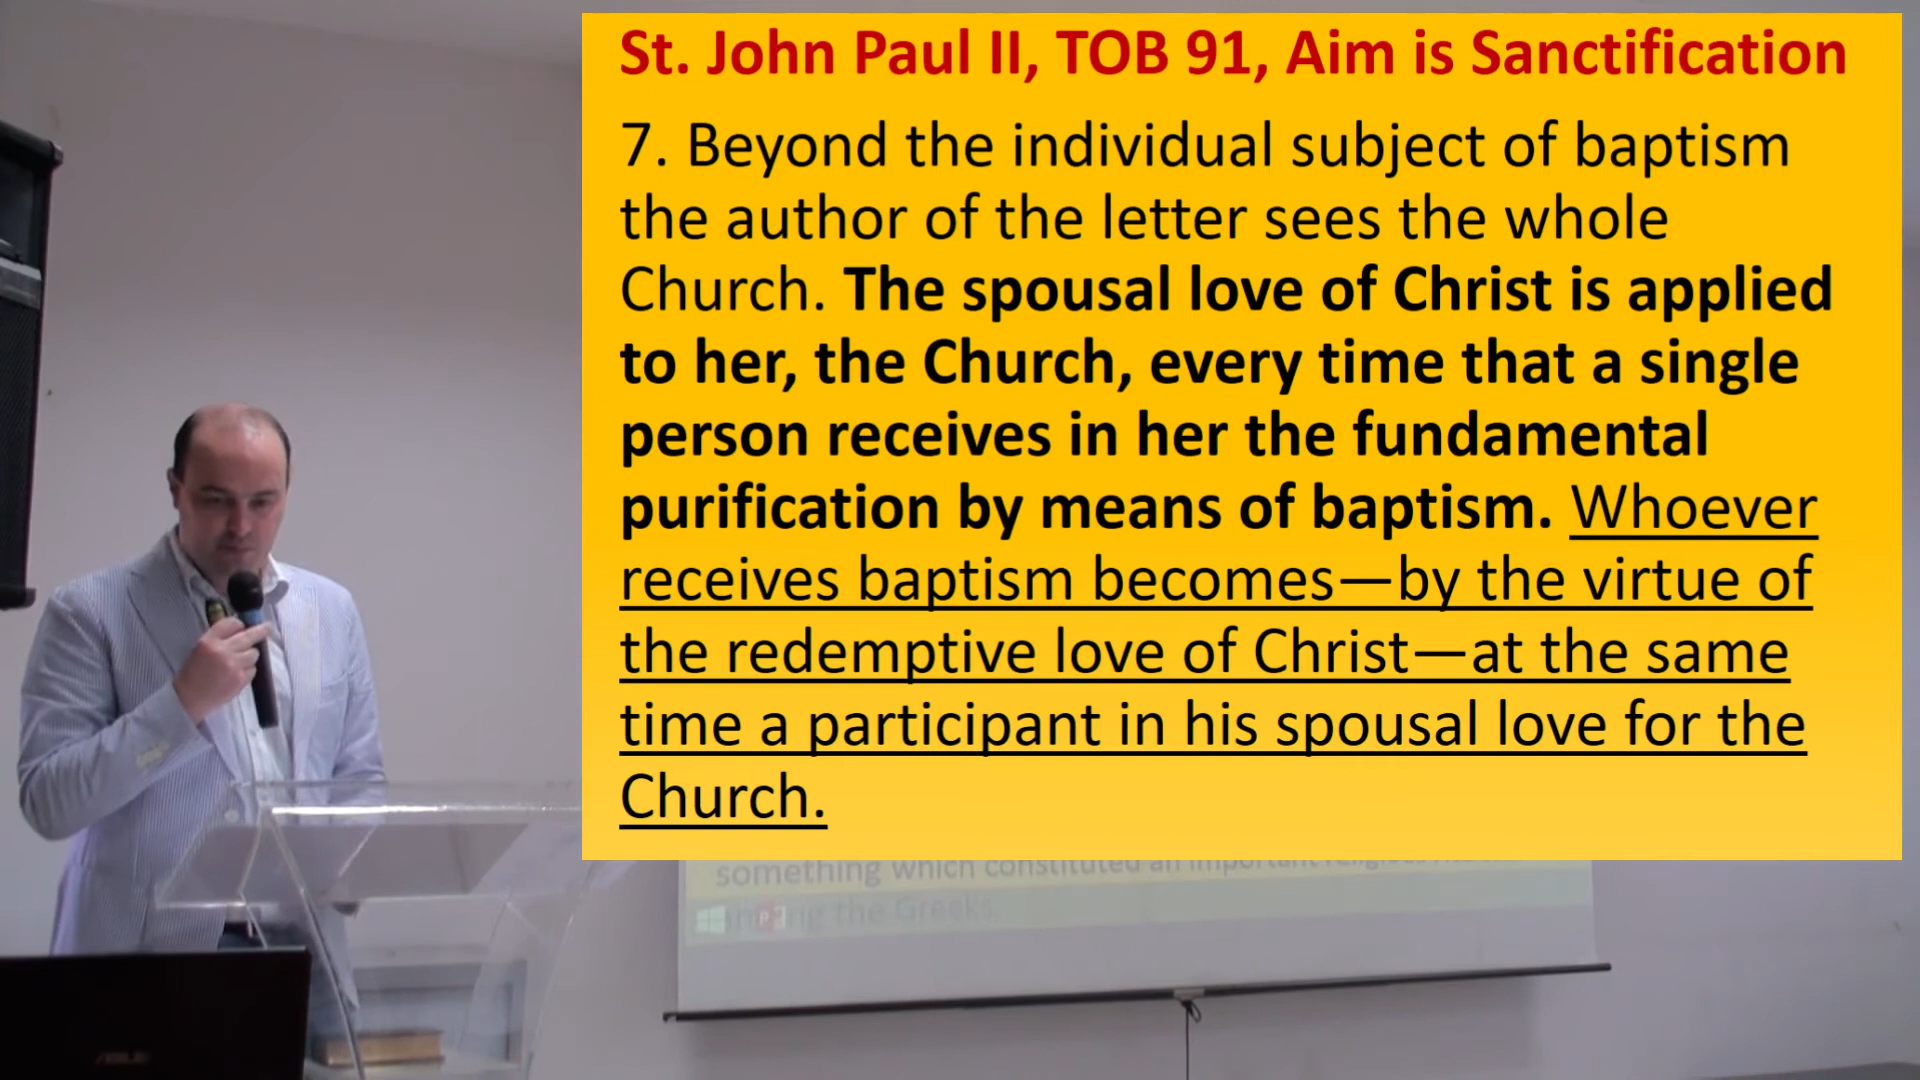 St. John Paul II, TOB 91, Aim is Sanctification
7. Beyond the individual subject of baptism
the author of the letter sees the whole
Church. The spousal love of Christ is applied
to her, the Church, every time that a single
person receives in her the fundamental
purification by means of baptism. Whoever
receives baptism becomes—by the virtue of
the redemptive love of Christ—at the same
time a participant in his spousal love for the
Church.
something which constituted an important
the Greeks.
ASUS